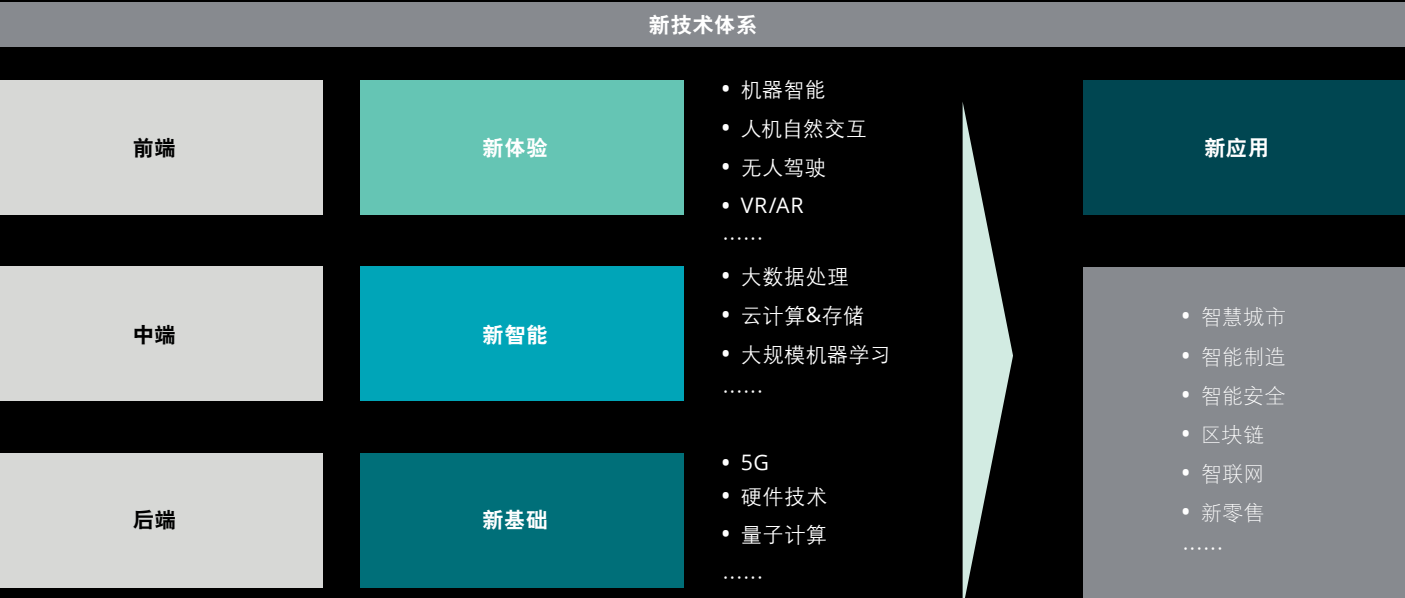 新技术体系
前端
新体验
• 机器智能
• 人机自然交互
• 无人驾驶
• VR/AR
……
中端
新智能
• 大数据处理
• 云计算&存储
• 大规模机器学习
……
后端
新基础
• 5G
• 硬件技术
• 量子计算
……
新应用
• 智慧城市
• 智能制造
• 智能安全
• 区块链
• 智联网
• 新零售
……